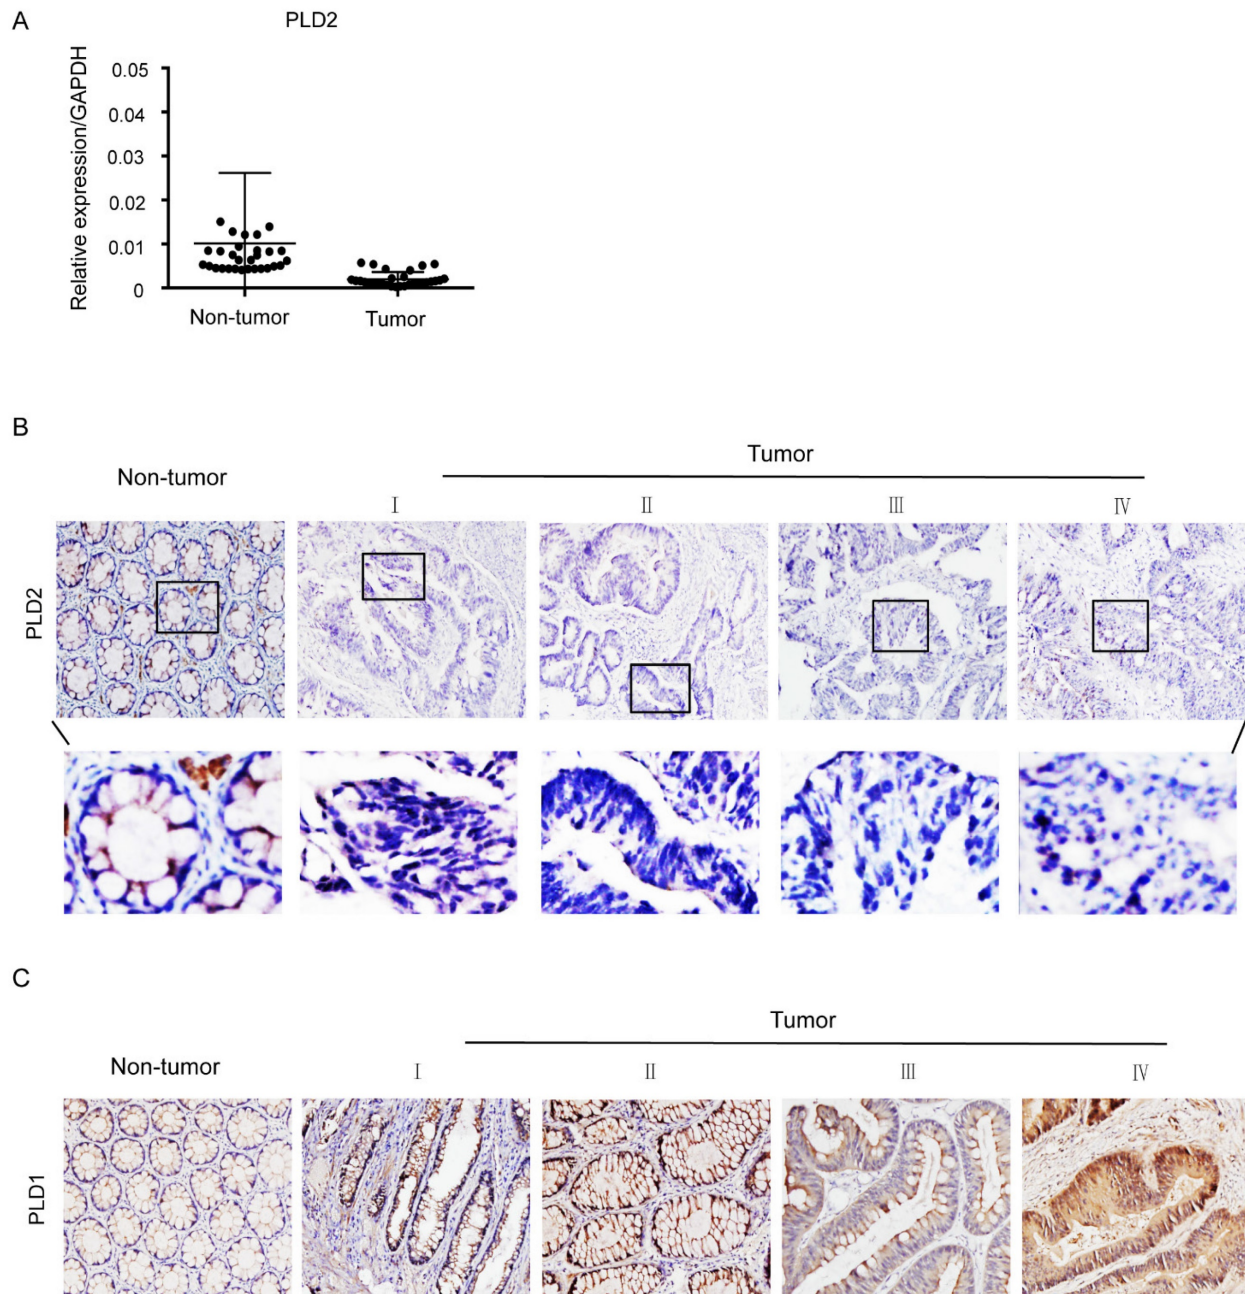 A
PLD2
Relative expression/GAPDH
0.05
0.04
0.03
0.02
0.01
0
Non-tumor
Tumor
B
Non-tumor
Tumor
I
II
III
IV
PLD2
C
Non-tumor
Tumor
I
II
III
IV
PLD1